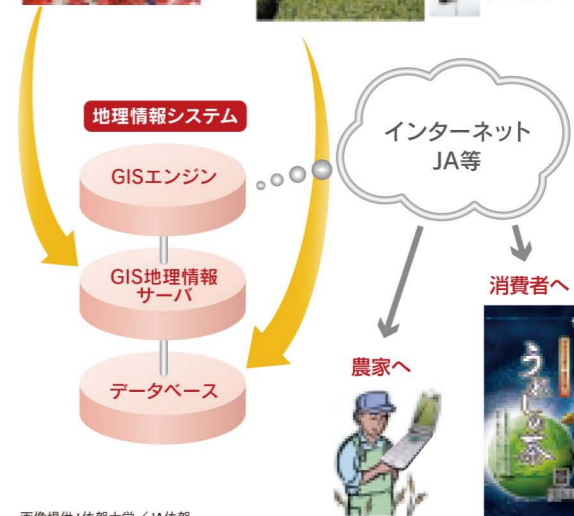 地理情報システム
GISエンジン
インターネット
JA等
GIS地理情報
サーバ
データベース
消費者へ
農家へ
うれしの茶